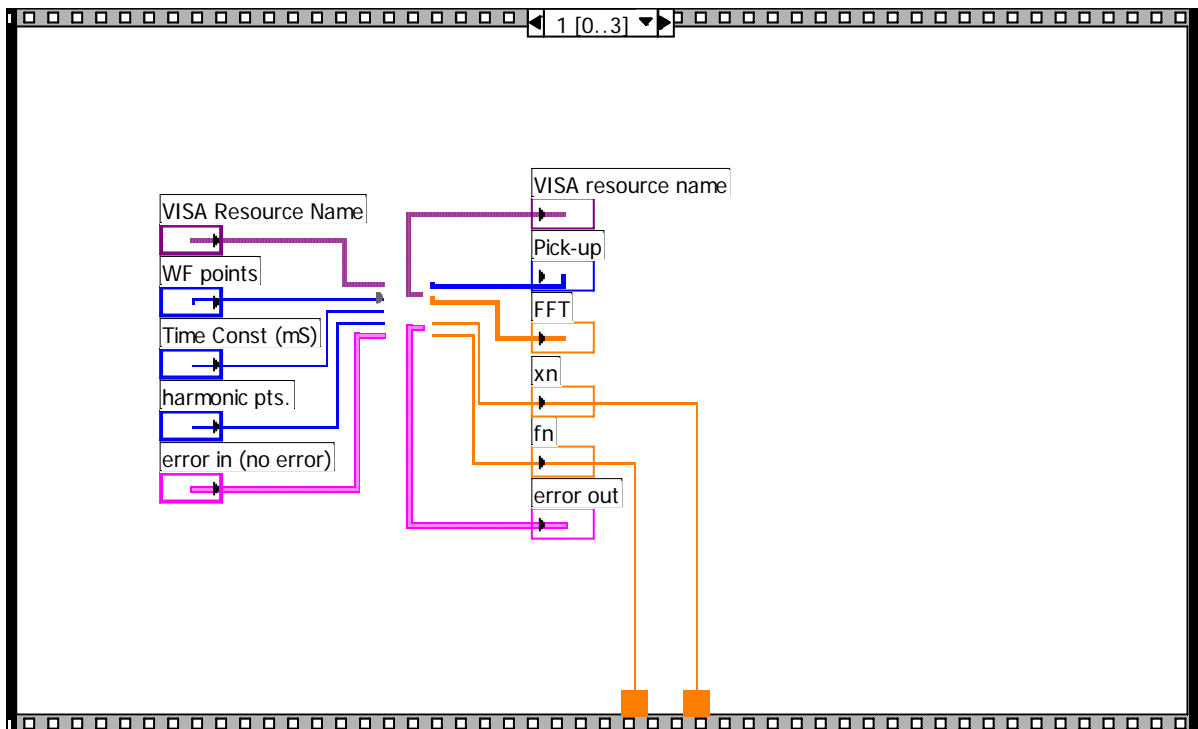 1 [0..3]
VISA Resource Name
WF points
Time Const (mS)
harmonic pts.
error in (no error)
VISA resource name
Pick-up
FFT
xn
fn
error out